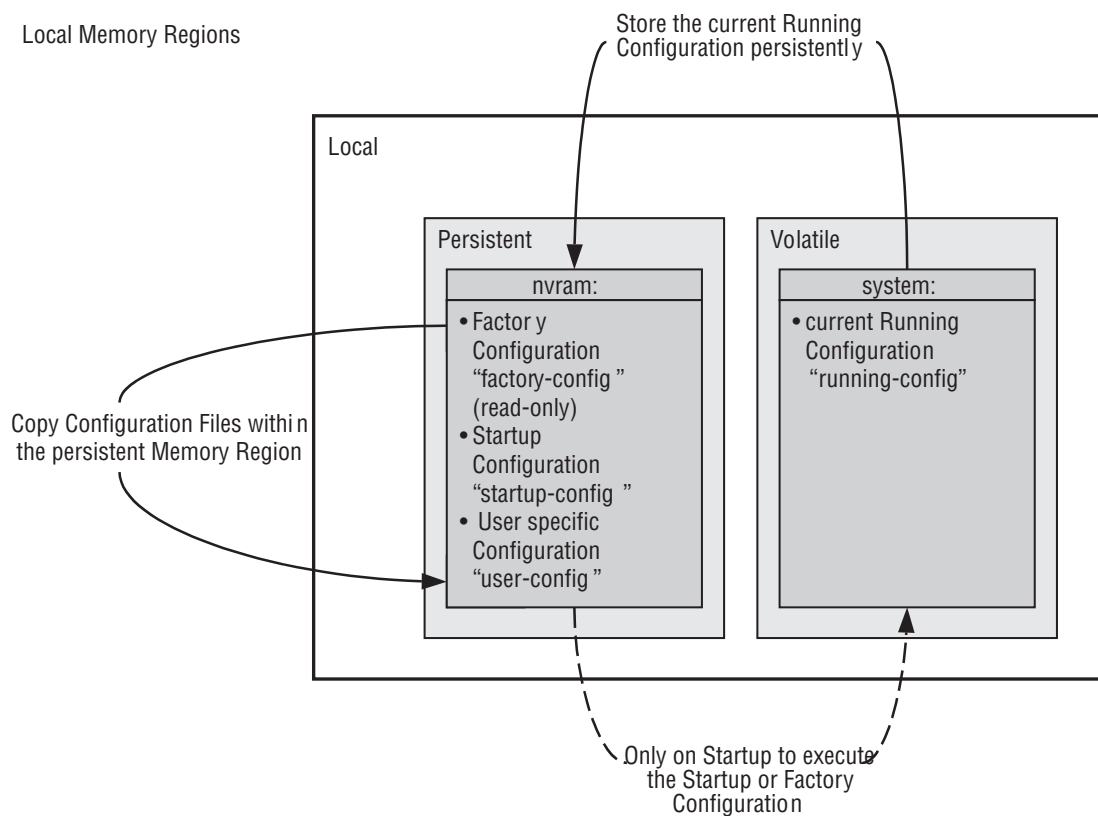 Local Memory Regions
Store the current Running
Configuration persistently
Local
Persistent
nvram:
• Factory
Configuration
“factory-config”
(read-only)
• Startup
Configuration
“startup-config”
• User specific
Configuration
“user-config”
Volatile
system:
• current Running
Configuration
“running-config”
Copy Configuration Files within
the persistent Memory Region
Only on Startup to execute
the Startup or Factory
Configuration